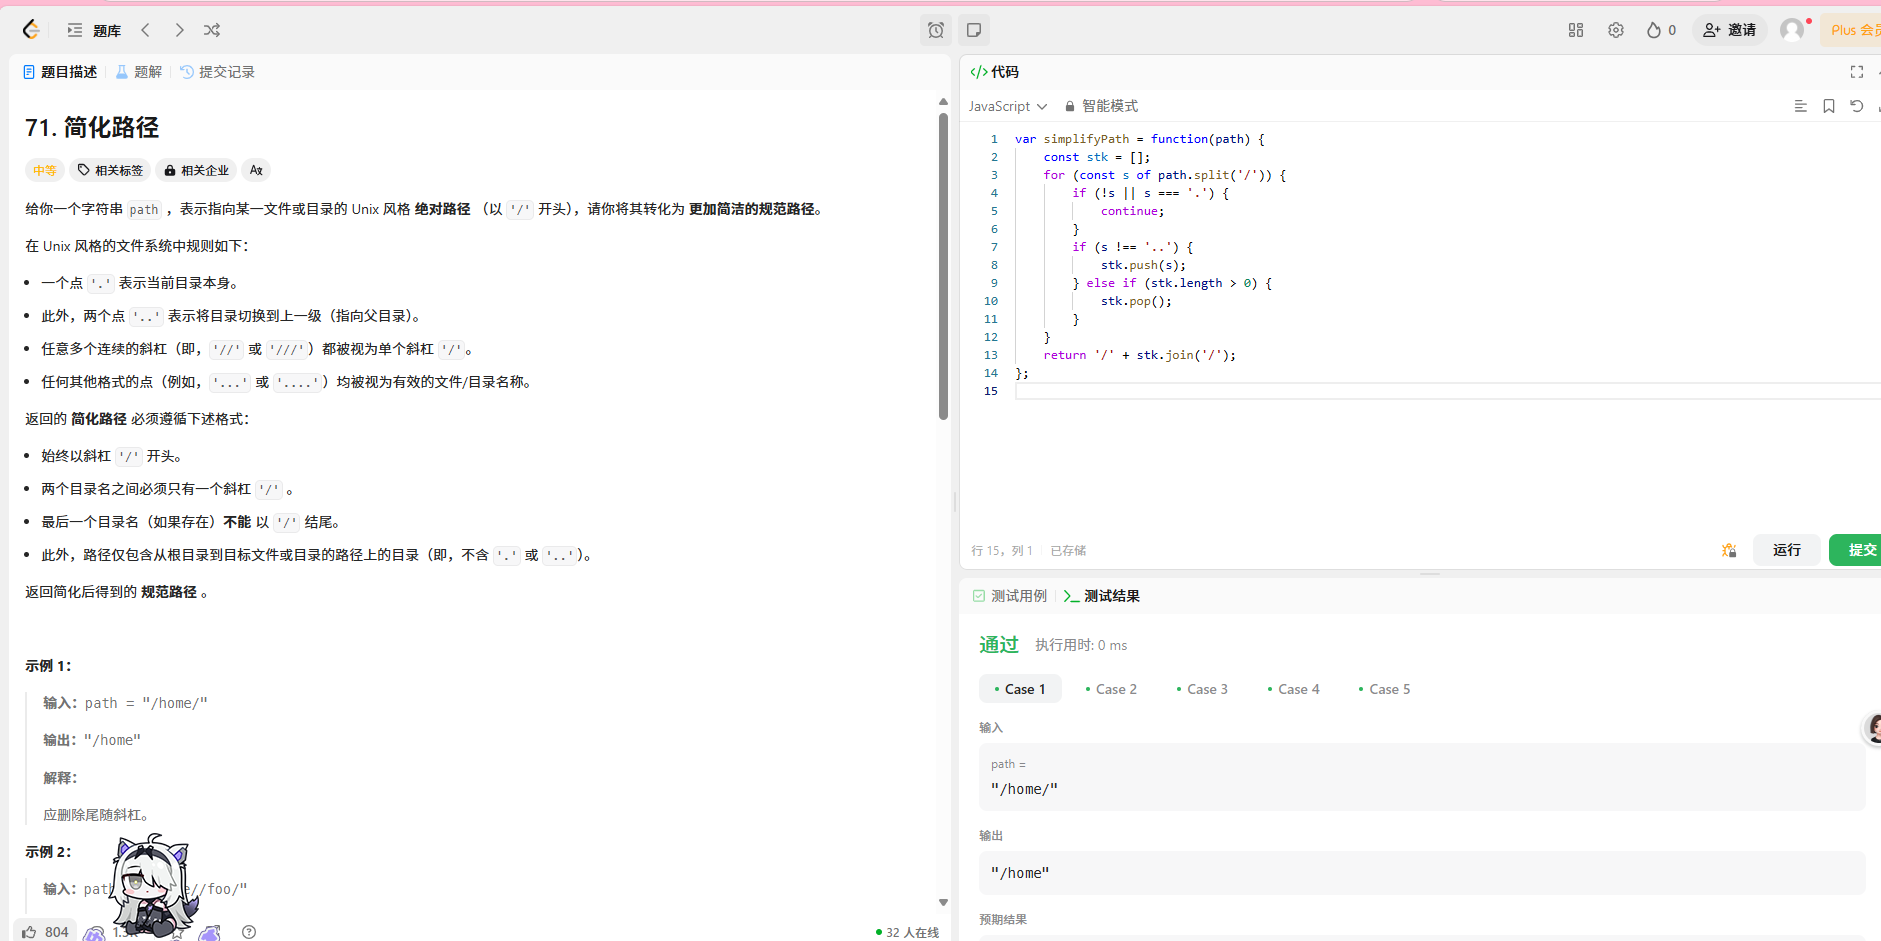 题库
0
邀请
Plus 会员
题目描述
题解
提交记录
71. 简化路径
中等
相关标签
相关企业
给你一个字符串 path ，表示指向某一文件或目录的 Unix 风格 绝对路径 （以 '/' 开头），请你将其转化为 更加简洁的规范路径。
在 Unix 风格的文件系统中规则如下：
一个点 '.' 表示当前目录本身。
此外，两个点 '..' 表示将目录切换到上一级（指向父目录）。
任意多个连续的斜杠（即，'//' 或 '///'）都被视为单个斜杠 '/'。
任何其他格式的点（例如，'...' 或 '....'）均被视为有效的文件/目录名称。
返回的 简化路径 必须遵循下述格式：
始终以斜杠 '/' 开头。
两个目录名之间必须只有一个斜杠 '/' 。
最后一个目录名（如果存在）不能 以 '/' 结尾。
此外，路径仅包含从根目录到目标文件或目录的路径上的目录（即，不含 '.' 或 '..'）。
返回简化后得到的 规范路径 。
示例 1：
输入：path = "/home/"
输出："/home"
解释：
应删除尾随斜杠。
示例 2：
输入：pat e//foo/"
804
32 人在线
代码
JavaScript
智能模式
1 var simplifyPath = function(path) {
2 const stk = [];
3 for (const s of path.split('/')) {
4 if (!s || s === '.') {
5 continue;
6 }
7 if (s !== '..') {
8 stk.push(s);
9 } else if (stk.length > 0) {
10 stk.pop();
11 }
12 }
13 return '/' + stk.join('/');
14 };
15
行 15，列 1
已存储
运行
提交
测试用例
测试结果
通过
执行用时: 0 ms
Case 1
Case 2
Case 3
Case 4
Case 5
输入
path =
"/home/"
输出
"/home"
预期结果